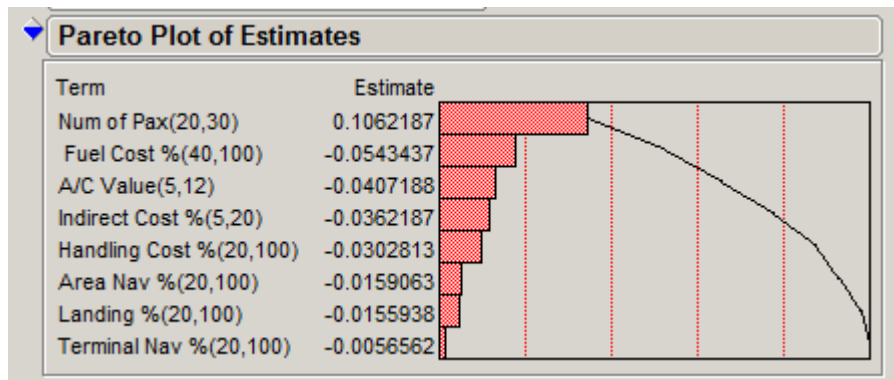 Pareto Plot of Estimates
Term Estimate
Num of Pax(20,30) 0.1062187
Fuel Cost %(40,100) -0.0543437
A/C Value(5,12) -0.0407188
Indirect Cost %(5,20) -0.0362187
Handling Cost %(20,100) -0.0302813
Area Nav %(20,100) -0.0159063
Landing %(20,100) -0.0155938
Terminal Nav %(20,100) -0.0056562